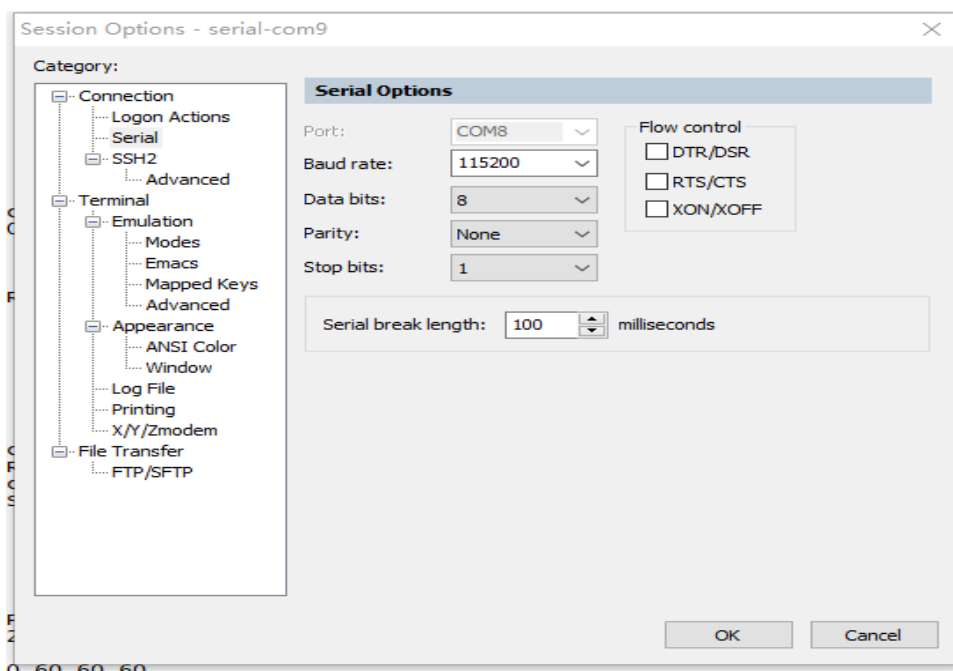 Session Options - serial-com9
Category:
Connection
Logon Actions
Serial
SSH2
Advanced
Terminal
Emulation
Modes
Emacs
Mapped Keys
Advanced
Appearance
ANSI Color
Window
Log File
Printing
X/Y/Zmodem
File Transfer
FTP/SFTP
Serial Options
Port: COM8
Baud rate: 115200
Data bits: 8
Parity: None
Stop bits: 1
Flow control
DTR/DSR
RTS/CTS
XON/XOFF
Serial break length: 100 milliseconds
OK Cancel